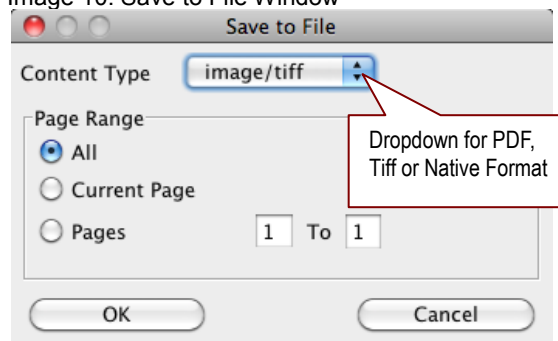 Image 10: Save to File Window
Save to File
Content Type image/tiff
Page Range
All
Dropdown for PDF,
Tiff or Native Format
Current Page
Pages 1 To 1
OK Cancel